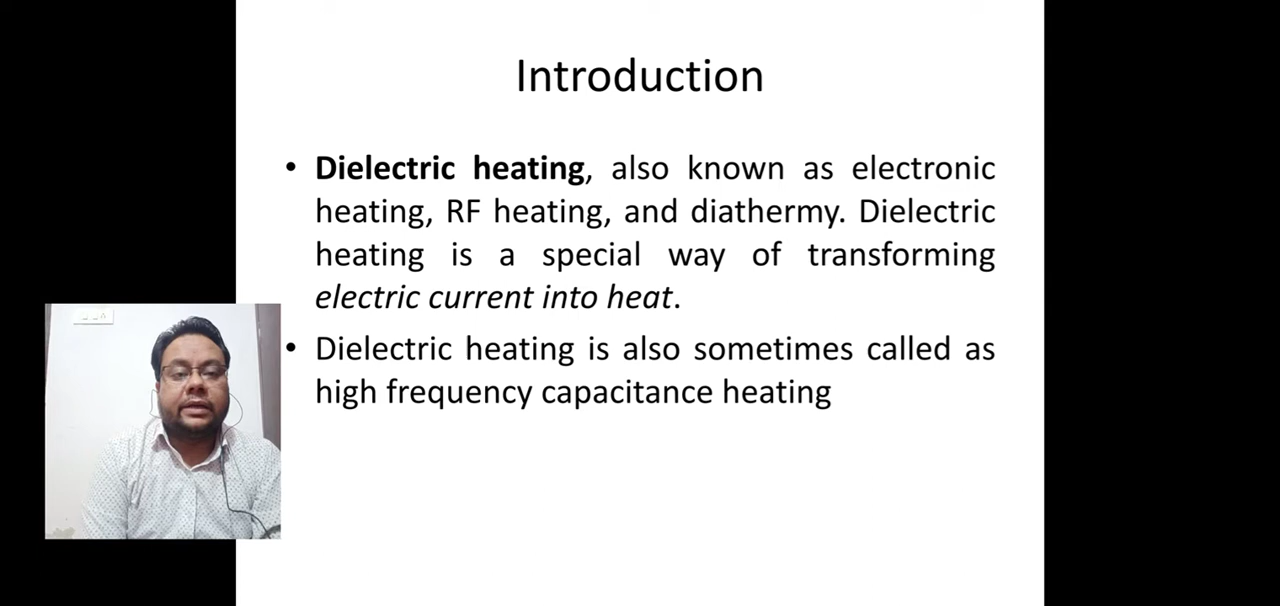 Introduction
• Dielectric heating, also known as electronic
heating, RF heating, and diathermy. Dielectric
heating is a special way of transforming
electric current into heat.
• Dielectric heating is also sometimes called as
high frequency capacitance heating